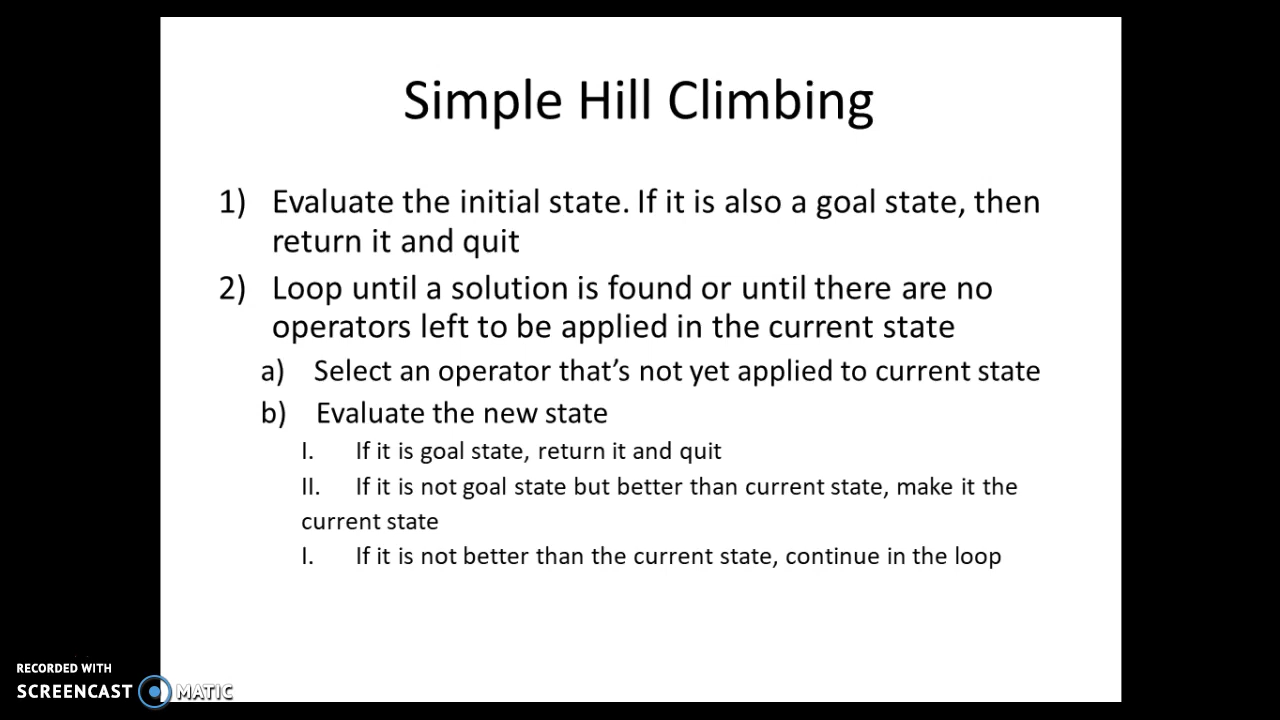 Simple Hill Climbing
1) Evaluate the initial state. If it is also a goal state, then
return it and quit
2) Loop until a solution is found or until there are no
operators left to be applied in the current state
a) Select an operator that’s not yet applied to current state
b) Evaluate the new state
I. If it is goal state, return it and quit
II. If it is not goal state but better than current state, make it the
current state
I. If it is not better than the current state, continue in the loop
RECORDED WITH
SCREENCAST MATIC